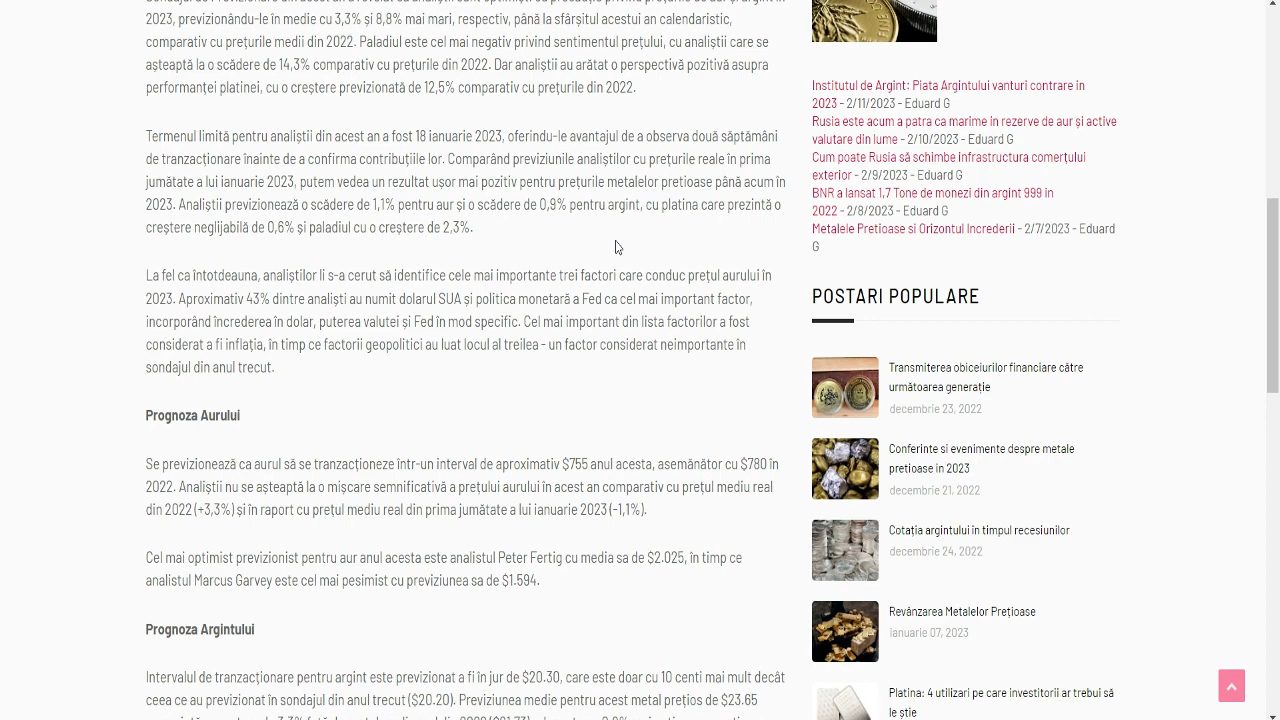 2023, previzionându-le în medie cu 3,3% și 8,8% mai mari, respectiv, până la sfârșitul acestui an calendaristic,
comparativ cu prețurile medii din 2022. Paladiul este cel mai negativ privind sentimentul prețului, cu analiștii care se
așteaptă la o scădere de 14,3% comparativ cu prețurile din 2022. Dar analiștii au arătat o perspectivă pozitivă asupra
performanței platinei, cu o creștere previzionată de 12,5% comparativ cu prețurile din 2022.
Termenul limită pentru analiștii din acest an a fost 18 ianuarie 2023, oferindu-le avantajul de a observa două săptămâni
de tranzacționare înainte de a confirma contribuțiile lor. Comparând previziunile analiștilor cu prețurile reale în prima
jumătate a lui ianuarie 2023, putem vedea un rezultat ușor mai pozitiv pentru prețurile metalelor pretioase până acum în
2023. Analiștii previzionează o scădere de 1,1% pentru aur și o scădere de 0,9% pentru argint, cu platina care prezintă o
creștere neglijabilă de 0,6% și paladiul o creștere de 2,3%.
La fel ca întotdeauna, analiștilor li s-a cerut să identifice cele mai importante trei factori care conduc prețul aurului în
2023. Aproximativ 43% dintre analiști au numit dolarul SUA și politica monetară a Fed ca cel mai important factor,
incorporând încrederea în dolar, puterea valutei și Fed în mod specific. Cel mai important din lista factorilor a fost
considerat a fi inflația, în timp ce factorii geopolitici au luat locul al treilea - un factor considerat neimportante în
sondajul din anul trecut.
Prognoza Aurului
Se previzionează ca aurul să se tranzacționeze într-un interval de aproximativ $755 anul acesta, asemănător cu $780 în
2022. Analiștii nu se așteaptă la o mișcare semnificativă a prețului aurului în acest an comparativ cu prețul mediu real
din 2022 (+3,3%) și în raport cu prețul mediu real din prima jumătate a lui ianuarie 2023 (-1,1%).
Cel mai optimist previzionist pentru aur anul acesta este analistul Peter Fertig cu media sa de $2.025, în timp ce
analistul Marcus Garvey este cel mai pesimist cu previziunea sa de $1.594.
Prognoza Argintului
Intervalul de tranzacționare pentru argint este previzionat a fi în jur de $20.30, care este doar cu 10 cenți mai mult decât
ceea ce au previzionat în sondajul din anul trecut ($20.20). Previziunea medie pentru acest metal prețios de $23.65
Institutul de Argint: Piata Argintului vanturi contrare in
2023 - 2/11/2023 - Eduard G
Rusia este acum a patra ca marime in rezerve de aur și active
valutare din lume - 2/10/2023 - Eduard G
Cum poate Rusia să schimbe infrastructura comerțului
exterior - 2/9/2023 - Eduard G
BNR a lansat 1,7 Tone de monezi din argint 999 in
2022 - 2/8/2023 - Eduard G
Metalele Pretioase si Orizontul Increderii - 2/7/2023 - Eduard
G
POSTARI POPULARE
Transmiterea obiceiurilor financiare către
următoarea generație
decembrie 23, 2022
Conferinte si evenimente despre metale
pretioase in 2023
decembrie 21, 2022
Cotația argintului în timpul recesiunilor
decembrie 24, 2022
Revânzarea Metalelor Prețioase
ianuarie 07, 2023
Platina: 4 utilizari pe care investitorii ar trebui să
le știe